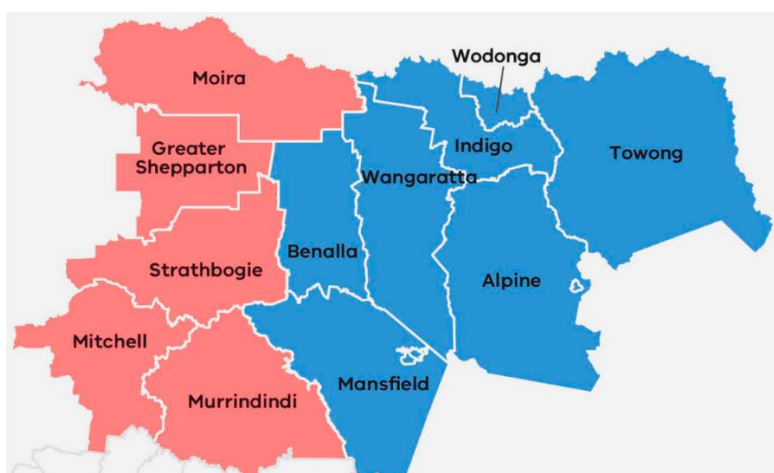 Wodonga
Moira
Greater
Shepparton
Indigo
Towong
Wangaratta
Benalla
Strathbogie
Alpine
Mitchell
Mansfield
Murrindindi